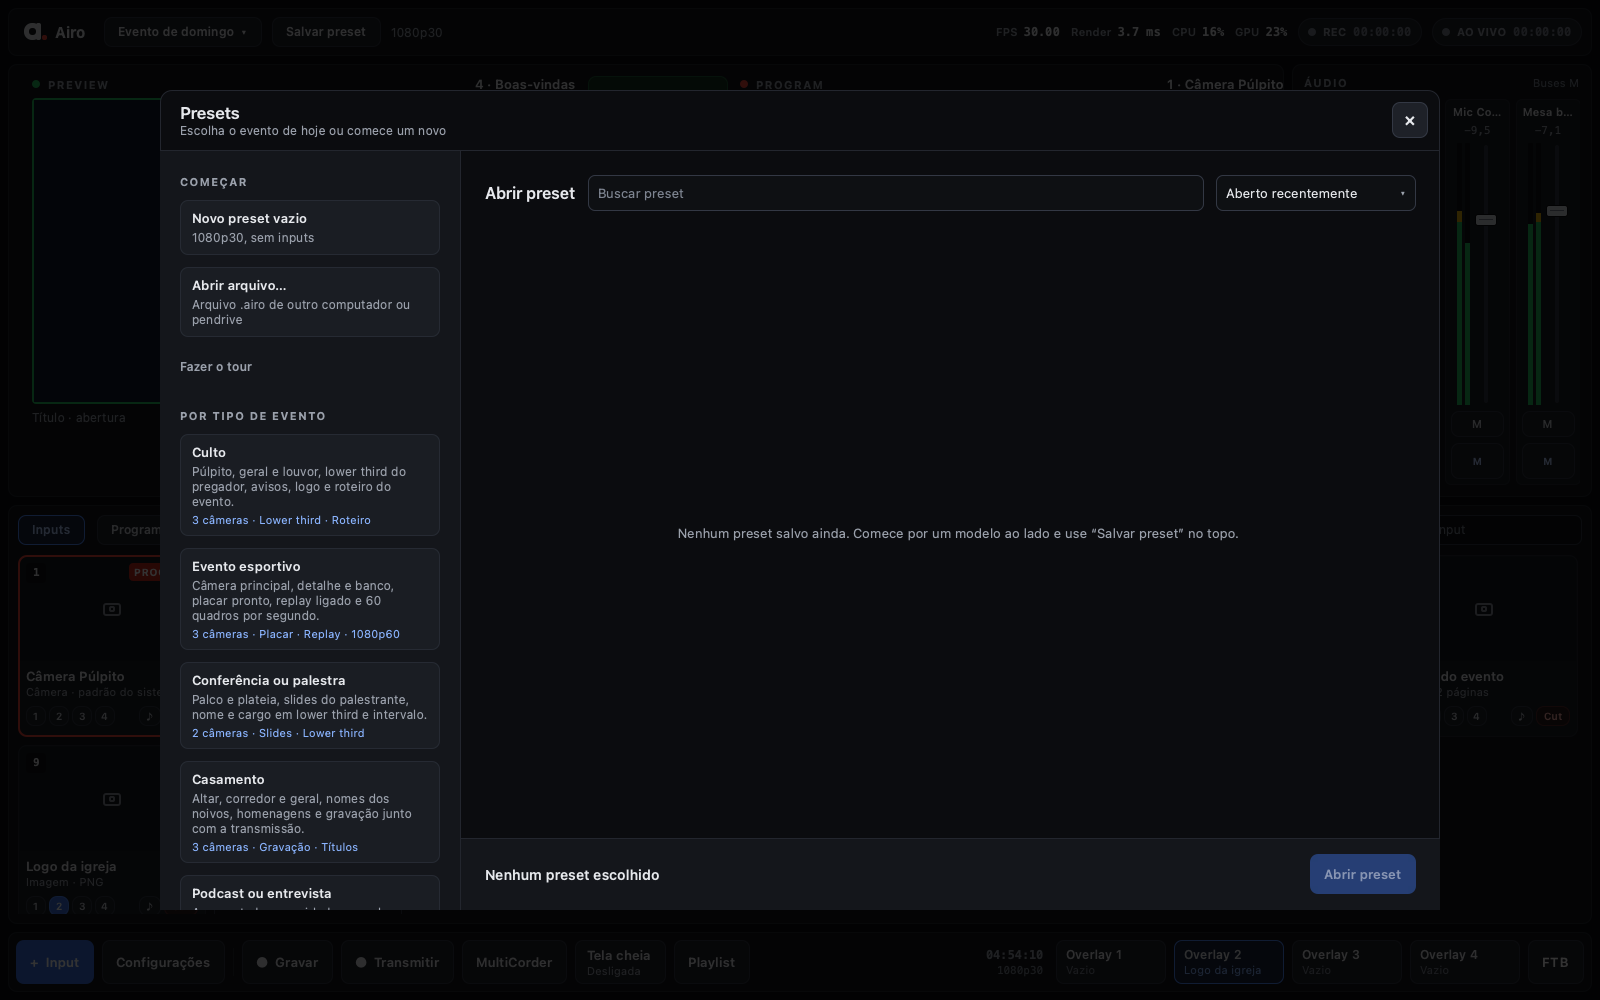 a. Airo
Evento de domingo
Salvar preset
1080p30
FPS 30.00 Render 3.7 ms CPU 16% GPU 23%
REC 00:00:00
AO VIVO 00:00:00
PREVIEW
4 · Boas-vindas
PROGRAM
1 · Câmera Púlpito
ÁUDIO
Buses M
Presets
Escolha o evento de hoje ou comece um novo
×
COMEÇAR
Novo preset vazio
1080p30, sem inputs
Abrir arquivo...
Arquivo .airo de outro computador ou
pendrive
Fazer o tour
POR TIPO DE EVENTO
Culto
Púlpito, geral e louvor, lower third do
pregador, avisos, logo e roteiro do
evento.
3 câmeras · Lower third · Roteiro
Evento esportivo
Câmera principal, detalhe e banco,
placar pronto, replay ligado e 60
quadros por segundo.
3 câmeras · Placar · Replay · 1080p60
Conferência ou palestra
Palco e plateia, slides do palestrante,
nome e cargo em lower third e intervalo.
2 câmeras · Slides · Lower third
Casamento
Altar, corredor e geral, nomes dos
noivos, homenagens e gravação junto
com a transmissão.
3 câmeras · Gravação · Títulos
Podcast ou entrevista
Abrir preset
Buscar preset
Aberto recentemente
Nenhum preset salvo ainda. Comece por um modelo ao lado e use “Salvar preset” no topo.
Nenhum preset escolhido
Abrir preset
Mic Co...
Mesa b...
−9,5
−7,1
M
M
M
M
Título · abertura
Inputs
Program
nput
1
PROG
Câmera Púlpito
Câmera · padrão do siste
1 2 3 4 ♪
do evento
2 páginas
3 4 ♪ Cut
9
Logo da igreja
Imagem · PNG
1 2 3 4 ♪
+ Input
Configurações
Gravar
Transmitir
MultiCorder
Tela cheia
Desligada
Playlist
04:54:10
1080p30
Overlay 1
Vazio
Overlay 2
Logo da igreja
Overlay 3
Vazio
Overlay 4
Vazio
FTB